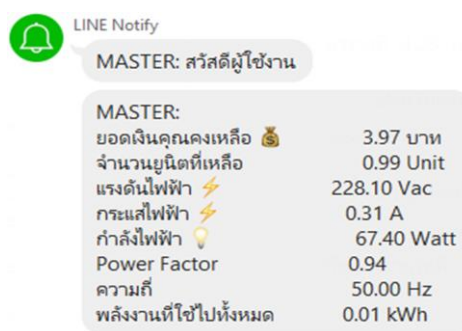 LINE Notify
MASTER: สวัสดีผู้ใช้งาน
MASTER:
ยอดเงินคุณคงเหลือ 💰 3.97 บาท
จำนวนยูนิตที่เหลือ 0.99 Unit
แรงดันไฟฟ้า ⚡ 228.10 Vac
กระแสไฟฟ้า ⚡ 0.31 A
กำลังไฟฟ้า 💡 67.40 Watt
Power Factor 0.94
ความถี่ 50.00 Hz
พลังงานที่ใช้ไปทั้งหมด 0.01 kWh